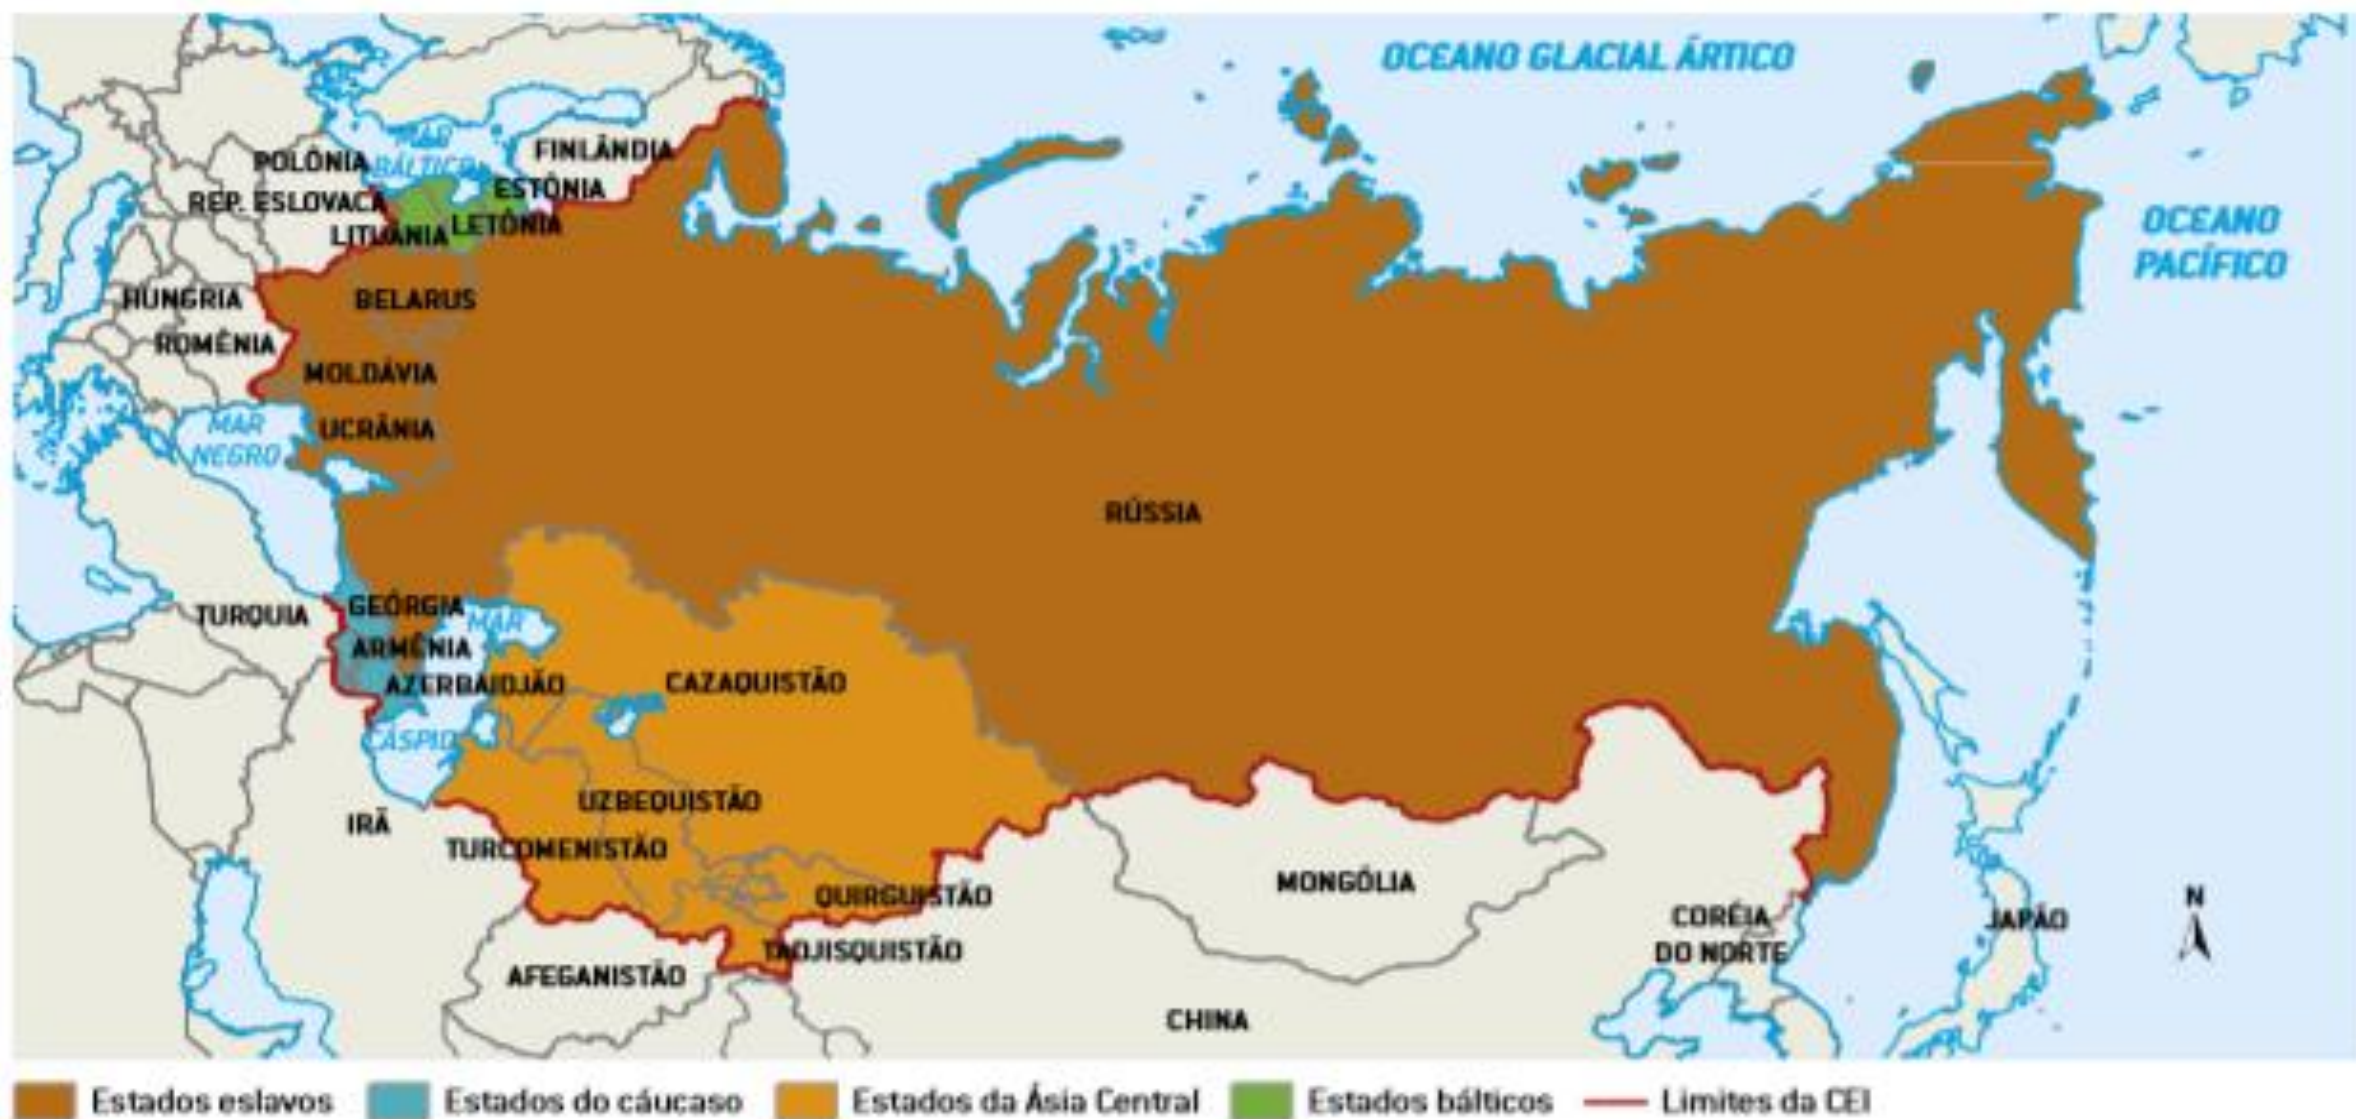 OCEANO GLACIAL ÁRTICO
MAR
BÁLTICO
FINLÂNDIA
POLÔNIA
ESTÔNIA
REP. ESLOVACA
LETÔNIA
LITUÂNIA
OCEANO
PACÍFICO
HUNGRIA
BELARUS
ROMÊNIA
MOLDÁVIA
MAR
NEGRO
UCRÂNIA
RÚSSIA
TURQUIA
GEÓRGIA
MAR
ARMÊNIA
AZERBAIDJÃO
CAZAQUISTÃO
CÁSPIO
UZBEQUISTÃO
IRÃ
TURCOMENISTÃO
QUIRGUISTÃO
MONGÓLIA
N
CORÉIA
DO NORTE
JAPÃO
TADJISQUISTÃO
AFEGANISTÃO
CHINA
Estados eslavos
Estados do cáucaso
Estados da Ásia Central
Estados bálticos
Limites da CEI